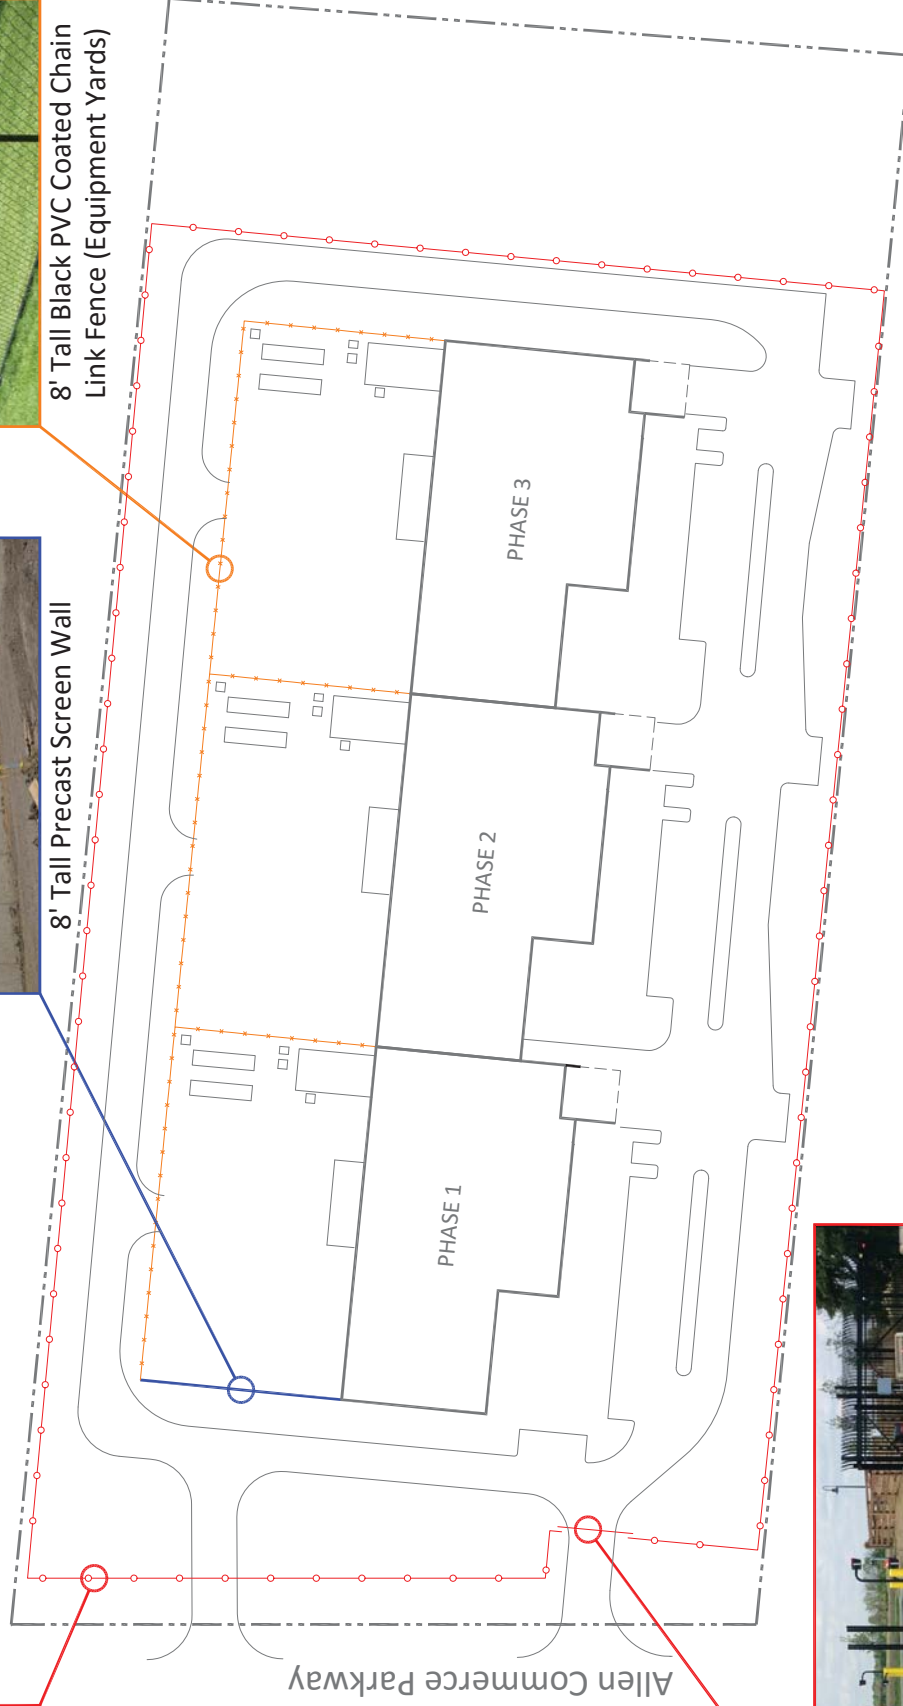 8' Tall Black PVC Coated Chain
Link Fence (Equipment Yards)
8' Tall Precast Screen Wall
PHASE 3
PHASE 2
PHASE 1
Allen Commerce Parkway